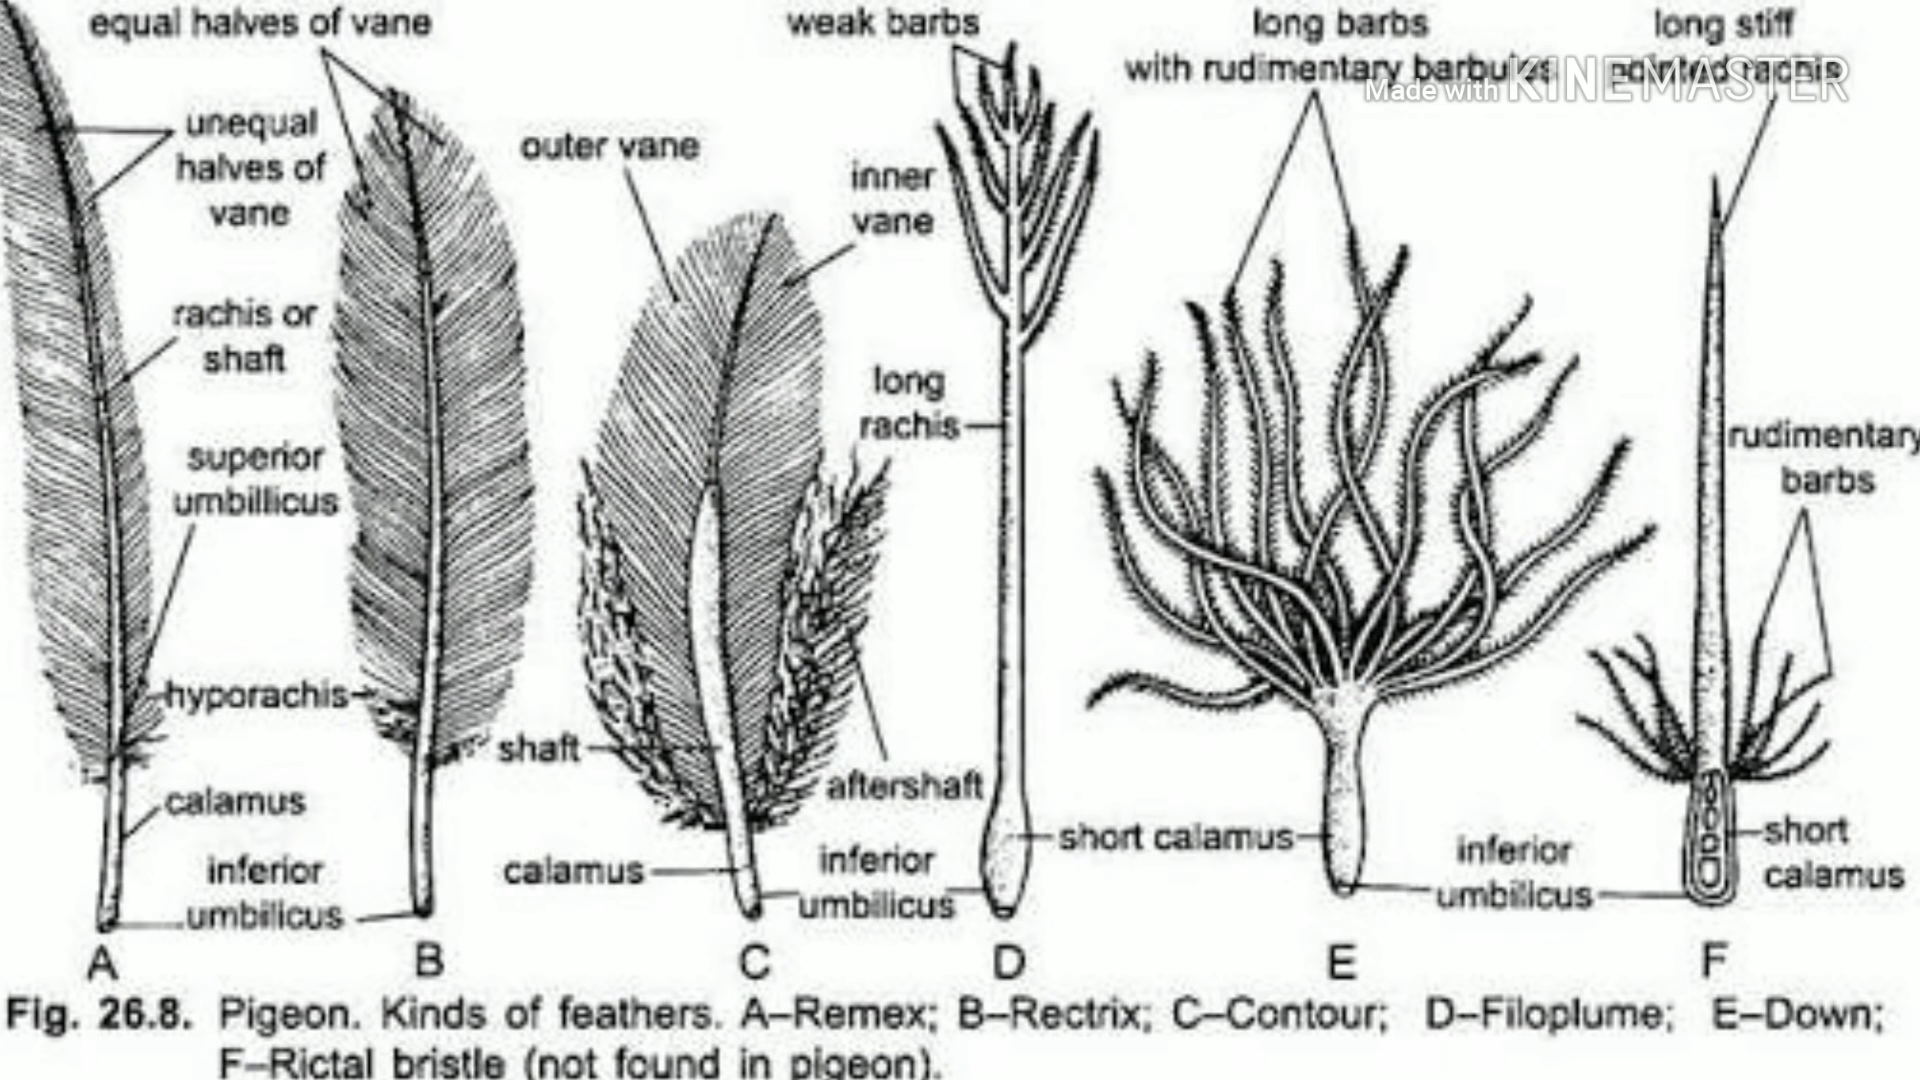 equal halves of vane
unequal
halves of
vane
rachis or
shaft
superior
umbillicus
hyporachis
calamus
inferior
umbilicus
outer vane
inner
vane
shaft
aftershaft
calamus
inferior
umbilicus
weak barbs
long
rachis
short calamus
long barbs
with rudimentary barbules
inferior
umbilicus
long stiff
pointed rachis
Made with KINEMASTER
rudimentary
barbs
short
calamus
A B C D E F
Fig. 26.8. Pigeon. Kinds of feathers. A–Remex; B–Rectrix; C–Contour; D–Filoplume; E–Down;
F–Rictal bristle (not found in pigeon).